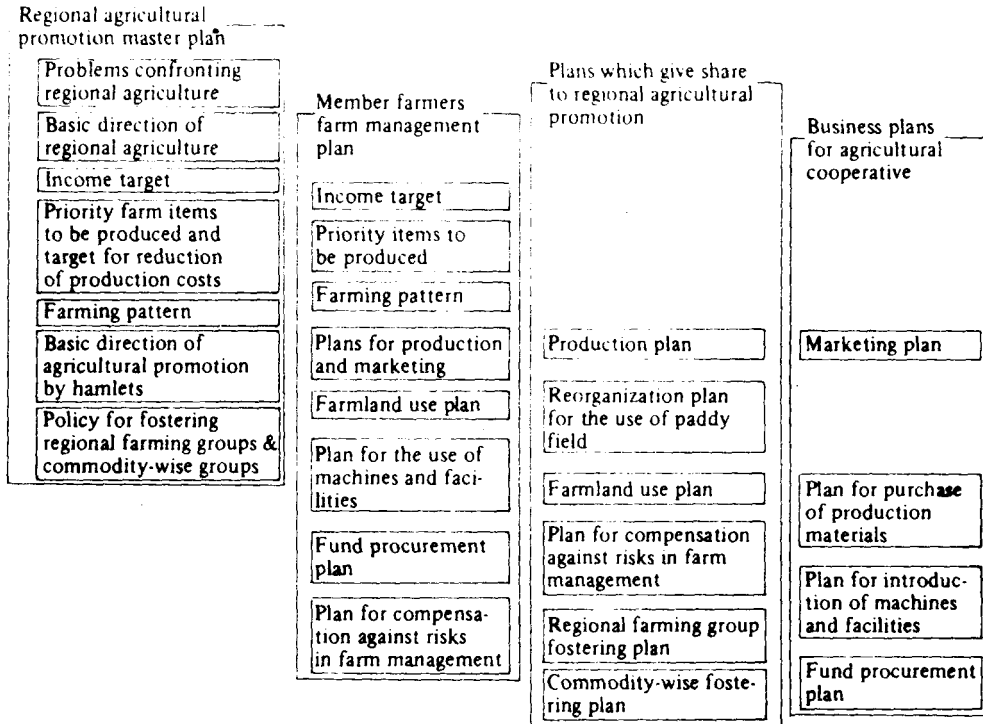 Regional agricultural
promotion master plan
Problems confronting
regional agriculture
Basic direction of
regional agriculture
Income target
Priority farm items
to be produced and
target for reduction
of production costs
Farming pattern
Basic direction of
agricultural promotion
by hamlets
Policy for fostering
regional farming groups &
commodity-wise groups
Member farmers
farm management
plan
Income target
Priority items to
be produced
Farming pattern
Plans for production
and marketing
Farmland use plan
Plan for the use of
machines and faci-
lities
Fund procurement
plan
Plan for compensa-
tion against risks
in farm management
Plans which give share
to regional agricultural
promotion
Production plan
Reorganization plan
for the use of paddy
field
Farmland use plan
Plan for compensation
against risks in farm
management
Regional farming group
fostering plan
Commodity-wise foste-
ring plan
Business plans
for agricultural
cooperative
Marketing plan
Plan for purchase
of production
materials
Plan for introduc-
tion of machines
and facilities
Fund procurement
plan